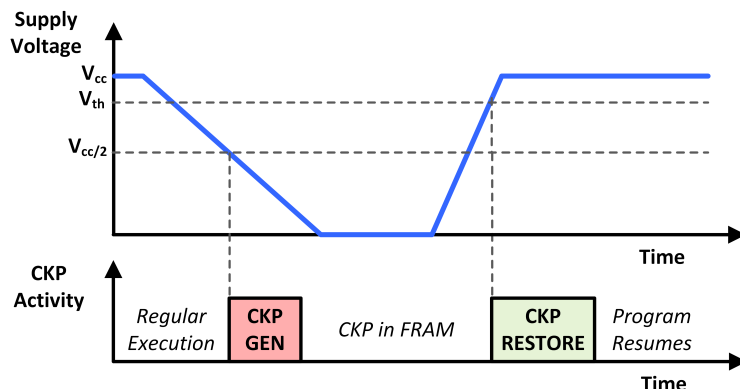 Supply
Voltage
Vcc
Vth
Vcc/2
Time
CKP
Activity
Regular
Execution
CKP
GEN
CKP in FRAM
CKP
RESTORE
Program
Resumes
Time